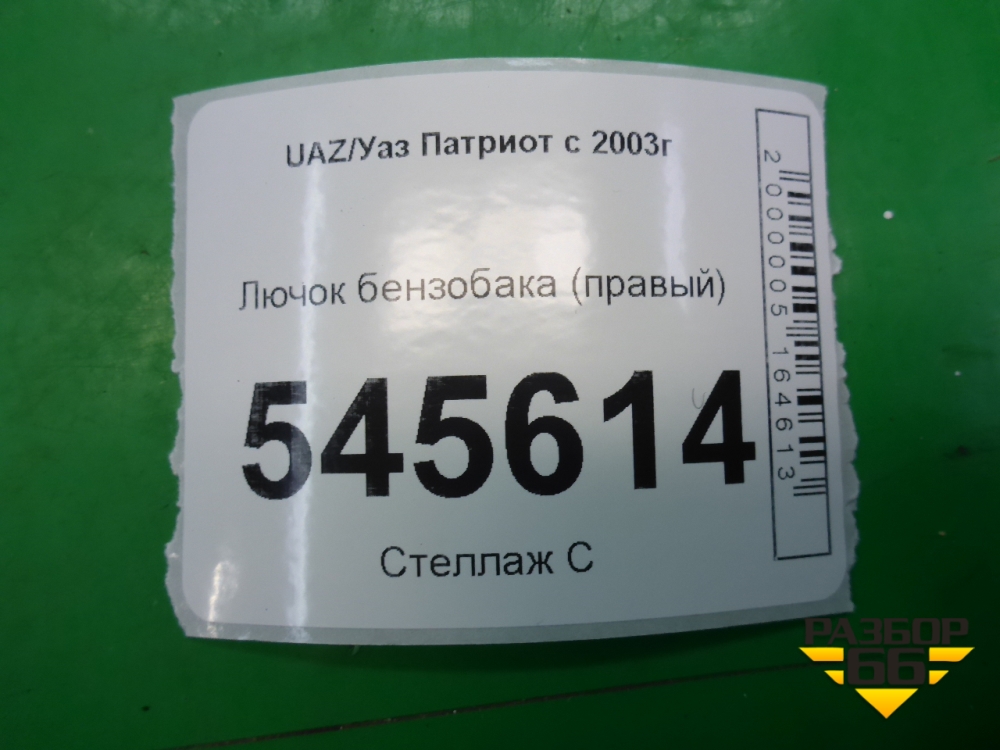 UAZ/Уаз Патриот с 2003г
Лючок бензобака (правый)
545614
Стеллаж С
2000005164613
РАЗБОР
66